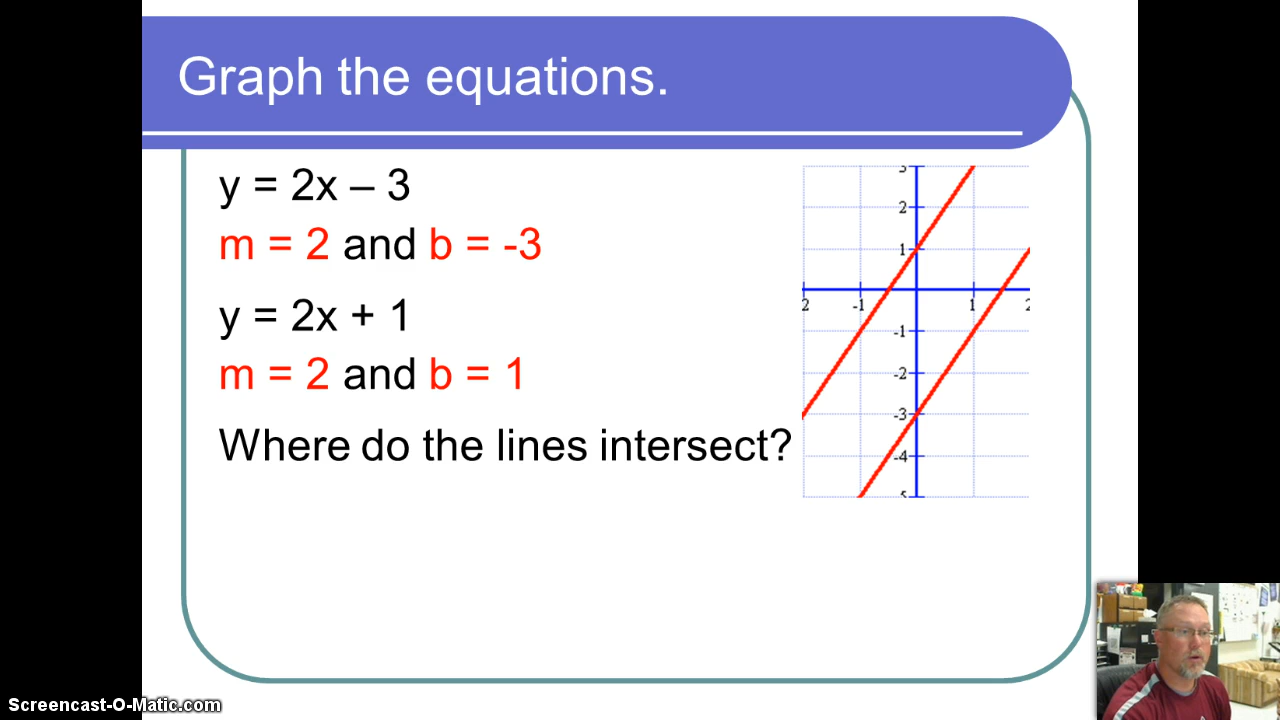 Graph the equations.
y = 2x – 3
m = 2 and b = -3
y = 2x + 1
m = 2 and b = 1
Where do the lines intersect?
3
2
1
2 -1 1 2
-1
-2
-3
-4
5
Screencast-O-Matic.com